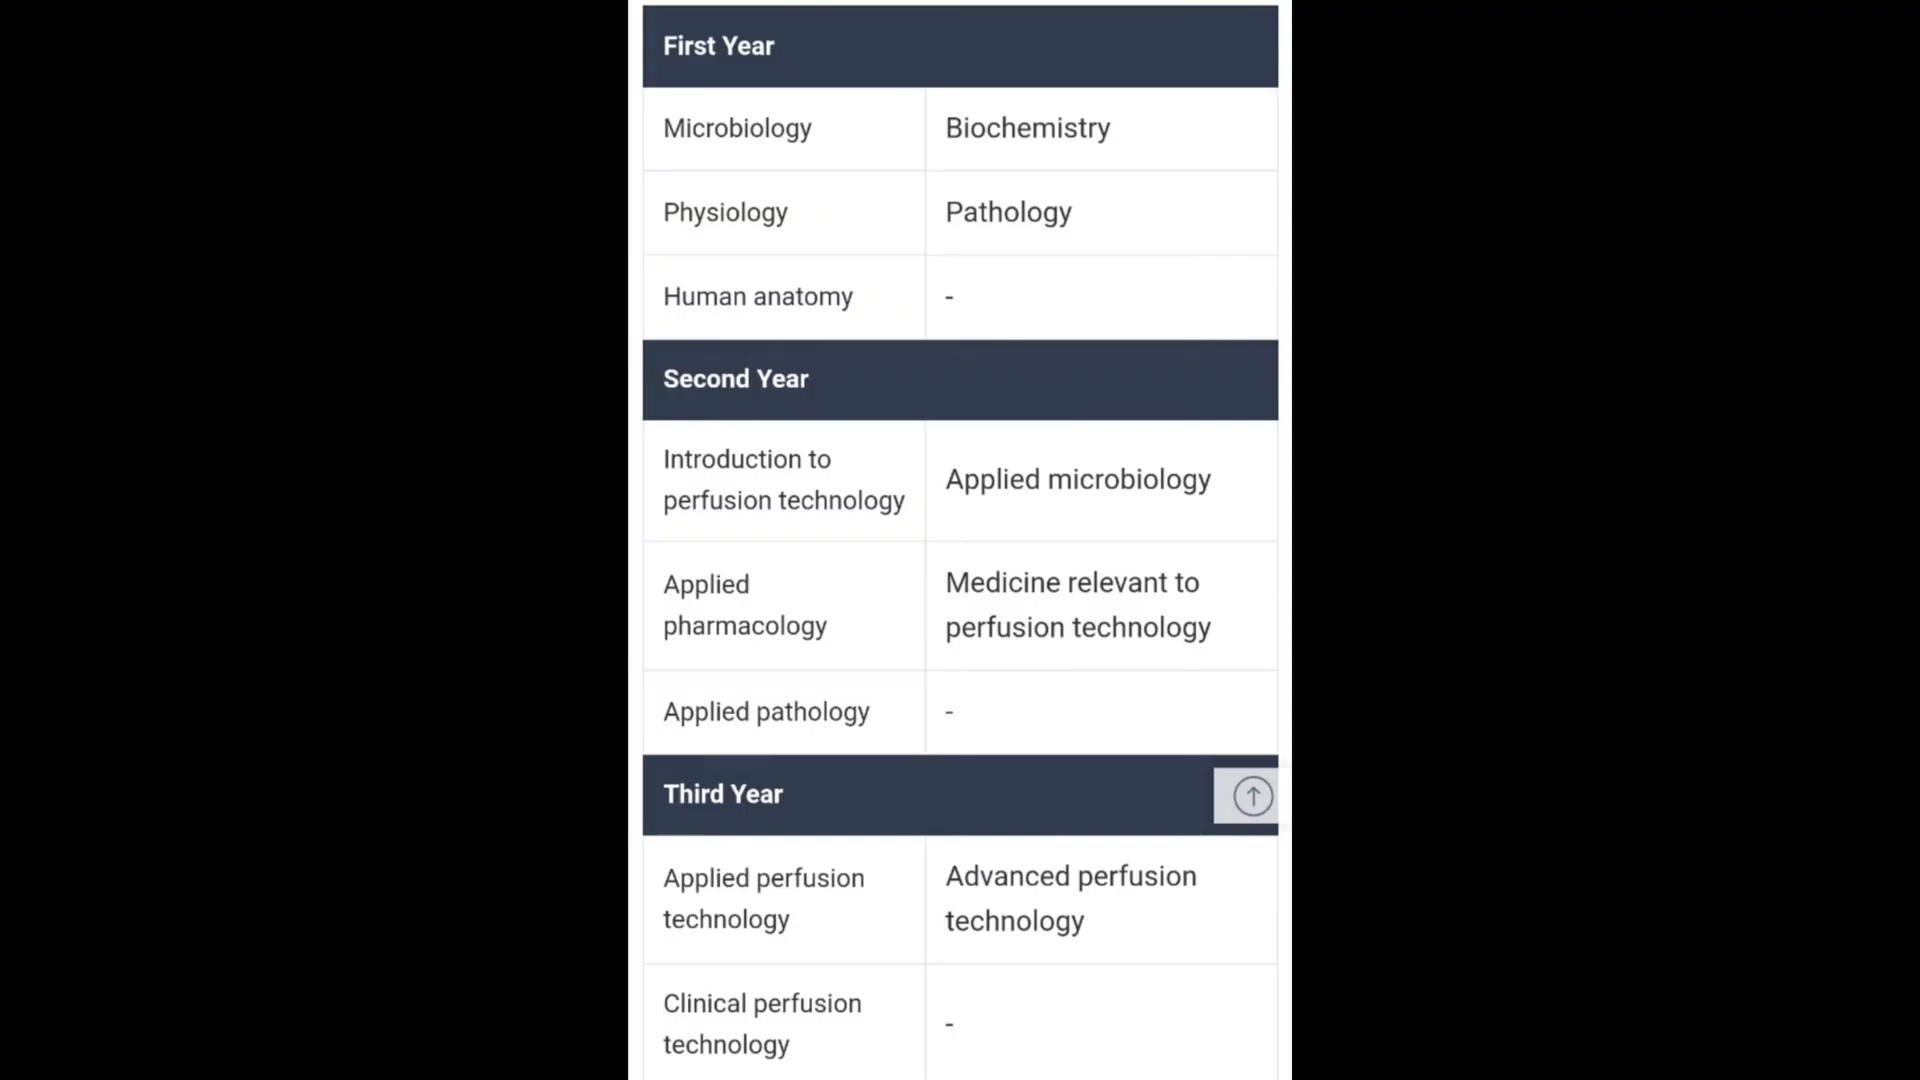 First Year
Microbiology
Biochemistry
Physiology
Pathology
Human anatomy
-
Second Year
Introduction to
perfusion technology
Applied microbiology
Applied
pharmacology
Medicine relevant to
perfusion technology
Applied pathology
-
Third Year
Applied perfusion
technology
Advanced perfusion
technology
Clinical perfusion
technology
-